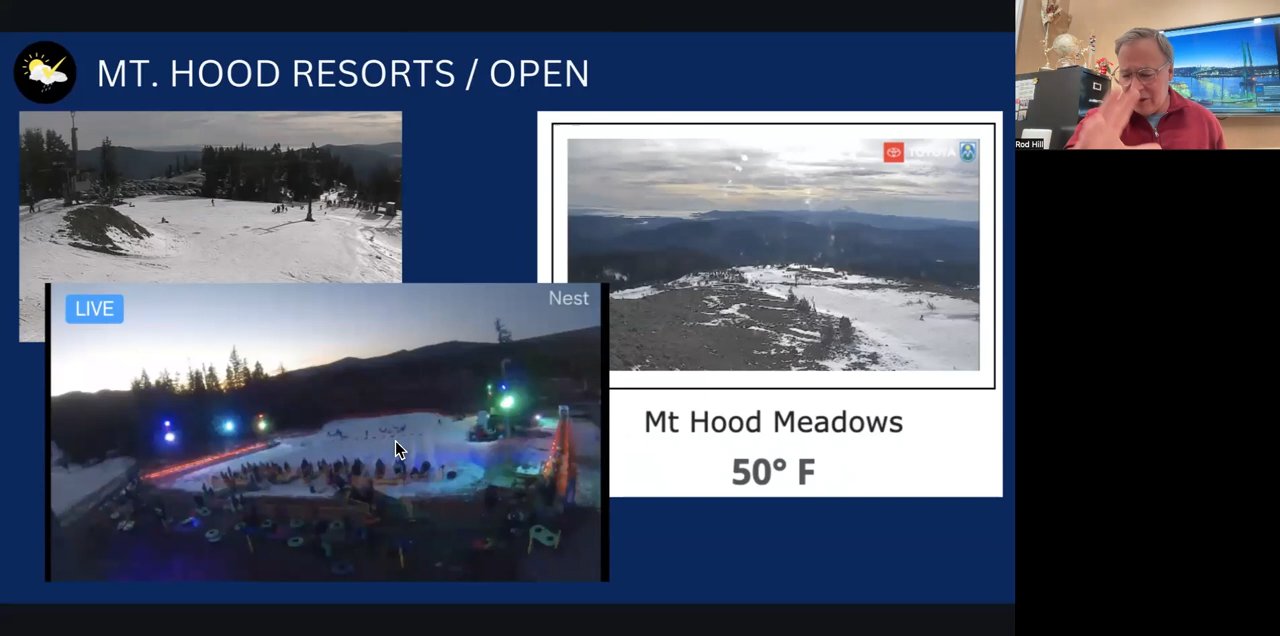 MT. HOOD RESORTS / OPEN
TOYOTA
LIVE
Nest
Mt Hood Meadows
50° F
Rod Hill